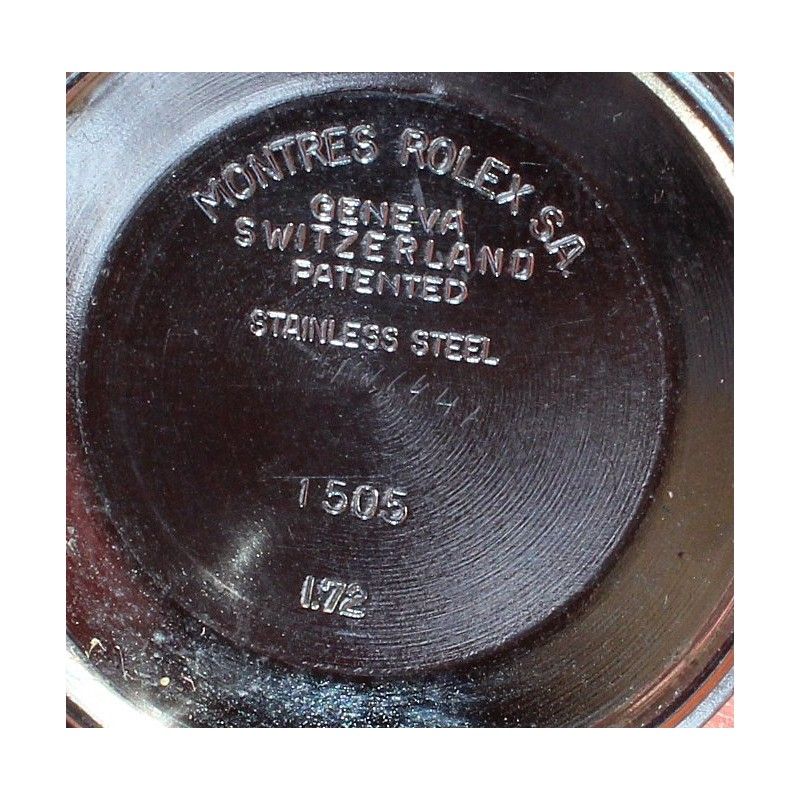 MONTRES ROLEX S.A.
GENEVA
SWITZERLAND
PATENTED
STAINLESS STEEL
1505
I.72